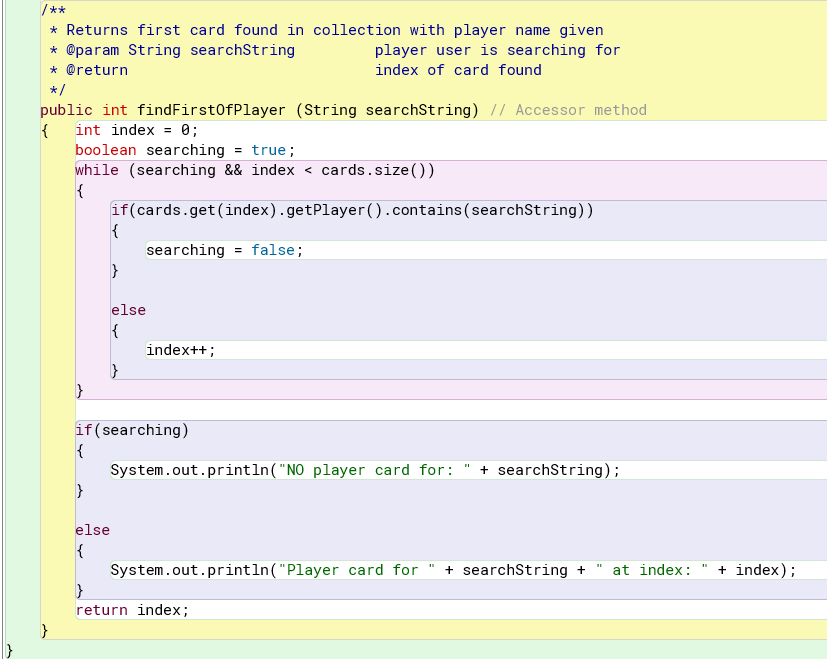 /**
 * Returns first card found in collection with player name given
 * @param String searchString         player user is searching for
 * @return                            index of card found
 */
public int findFirstOfPlayer (String searchString) // Accessor method
{   int index = 0;
    boolean searching = true;
    while (searching && index < cards.size())
    {
        if(cards.get(index).getPlayer().contains(searchString))
        {
            searching = false;
        }

        else
        {
            index++;
        }
    }

    if(searching)
    {
        System.out.println("NO player card for: " + searchString);
    }

    else
    {
        System.out.println("Player card for " + searchString + " at index: " + index);
    }
    return index;
}
}